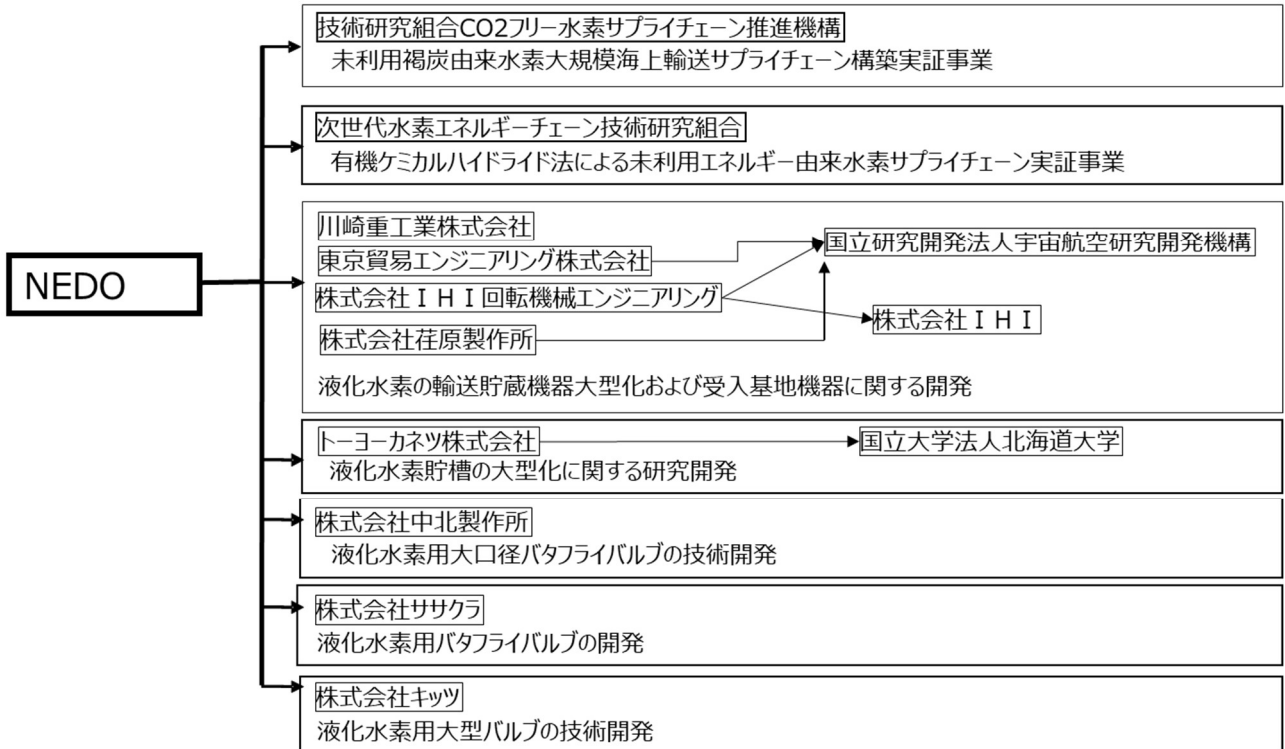 技術研究組合CO2フリー水素サプライチェーン推進機構
未利用褐炭由来水素大規模海上輸送サプライチェーン構築実証事業
次世代水素エネルギーチェーン技術研究組合
有機ケミカルハイドライド法による未利用エネルギー由来水素サプライチェーン実証事業
NEDO
川崎重工業株式会社
東京貿易エンジニアリング株式会社
国立研究開発法人宇宙航空研究開発機構
株式会社ＩＨＩ回転機械エンジニアリング
株式会社ＩＨＩ
株式会社荏原製作所
液化水素の輸送貯蔵機器大型化および受入基地機器に関する開発
トーヨーカネツ株式会社
国立大学法人北海道大学
液化水素貯槽の大型化に関する研究開発
株式会社中北製作所
液化水素用大口径バタフライバルブの技術開発
株式会社ササクラ
液化水素用バタフライバルブの開発
株式会社キッツ
液化水素用大型バルブの技術開発